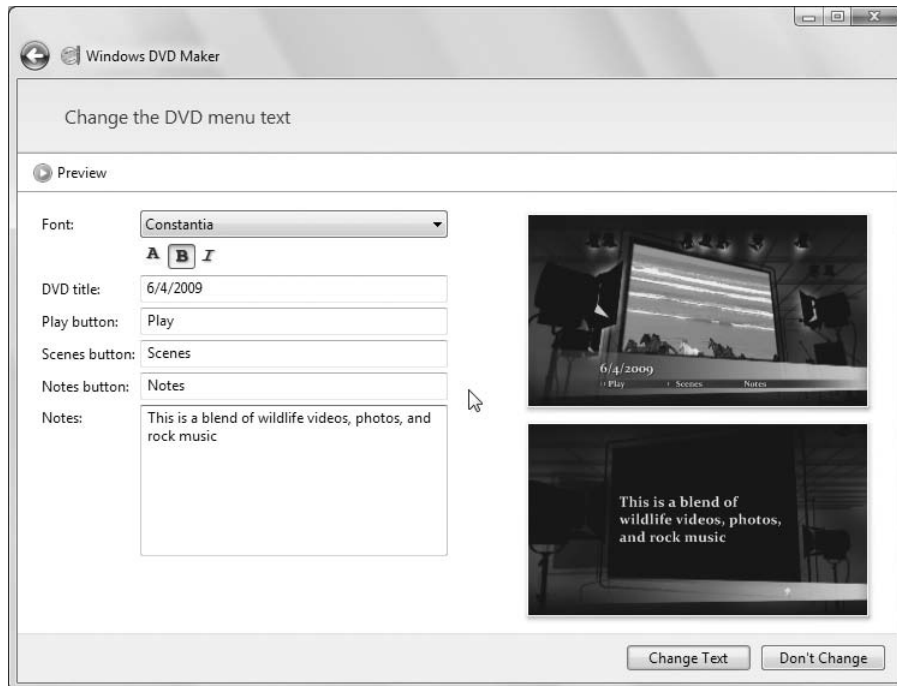 Windows DVD Maker
Change the DVD menu text
Preview
Font: Constantia
A B I
DVD title: 6/4/2009
Play button: Play
Scenes button: Scenes
Notes button: Notes
Notes: This is a blend of wildlife videos, photos, and
rock music
6/4/2009
Play Scenes Notes
This is a blend of
wildlife videos, photos,
and rock music
Change Text Don't Change